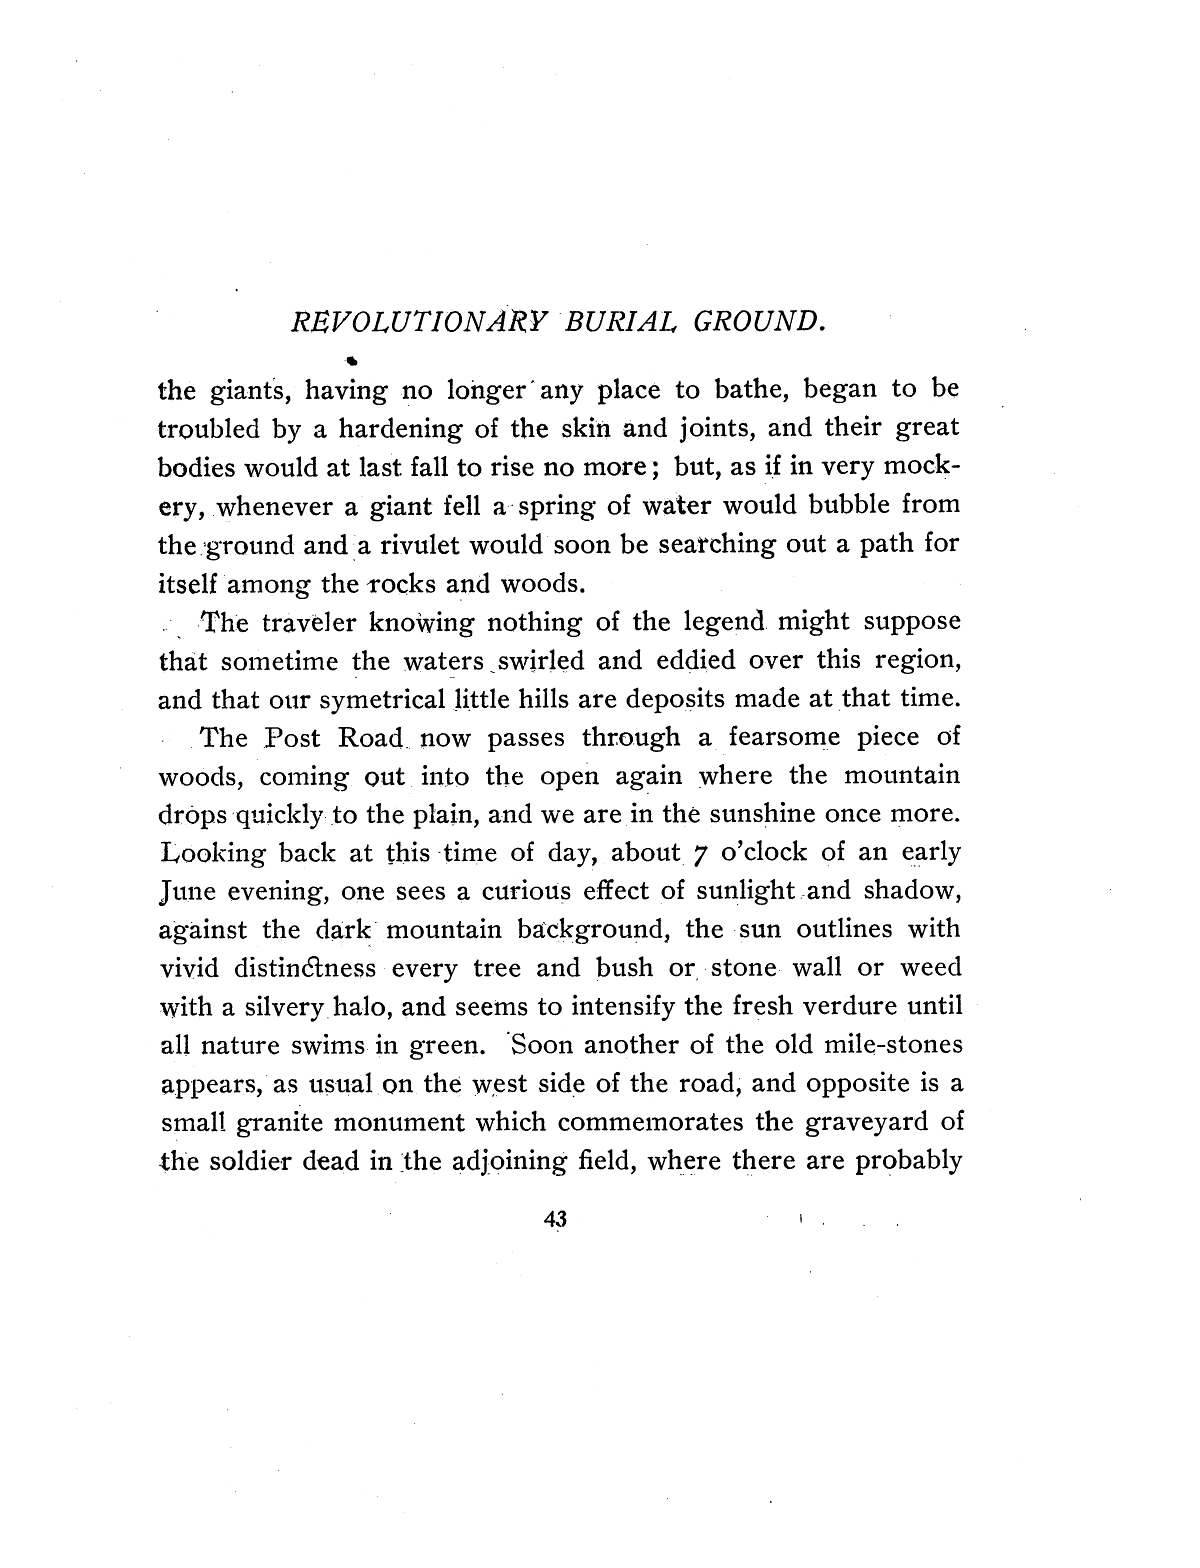 REVOLUTIONARY BURIAL GROUND.
the giants, having no longer any place to bathe, began to be
troubled by a hardening of the skin and joints, and their great
bodies would at last fall to rise no more; but, as if in very mock-
ery, whenever a giant fell a spring of water would bubble from
the ground and a rivulet would soon be searching out a path for
itself among the rocks and woods.
The traveler knowing nothing of the legend might suppose
that sometime the waters swirled and eddied over this region,
and that our symetrical little hills are deposits made at that time.
The Post Road now passes through a fearsome piece of
woods, coming out into the open again where the mountain
drops quickly to the plain, and we are in the sunshine once more.
Looking back at this time of day, about 7 o'clock of an early
June evening, one sees a curious effect of sunlight and shadow,
against the dark mountain background, the sun outlines with
vivid distinctness every tree and bush or stone wall or weed
with a silvery halo, and seems to intensify the fresh verdure until
all nature swims in green. Soon another of the old mile-stones
appears, as usual on the west side of the road, and opposite is a
small granite monument which commemorates the graveyard of
the soldier dead in the adjoining field, where there are probably
43